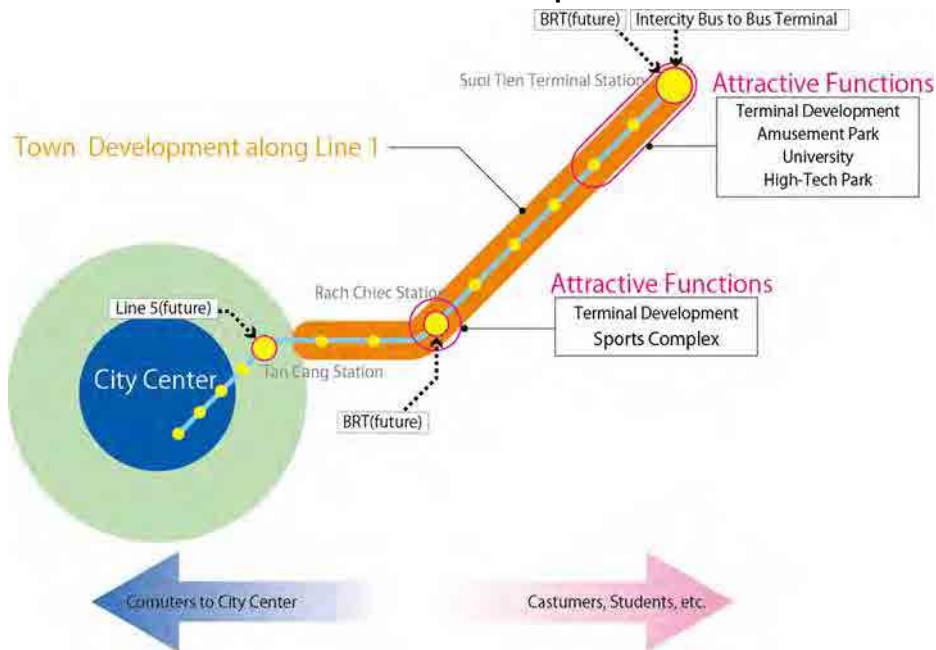 BRT(future)
Intercity Bus to Bus Terminal
Suoi Tien Terminal Station
Attractive Functions
Terminal Development
Amusement Park
University
High-Tech Park
Town Development along Line 1
Rach Chiec Station
Attractive Functions
Terminal Development
Sports Complex
Line 5(future)
City Center
Tan Cang Station
BRT(future)
Comuters to City Center
Castumers, Students, etc.